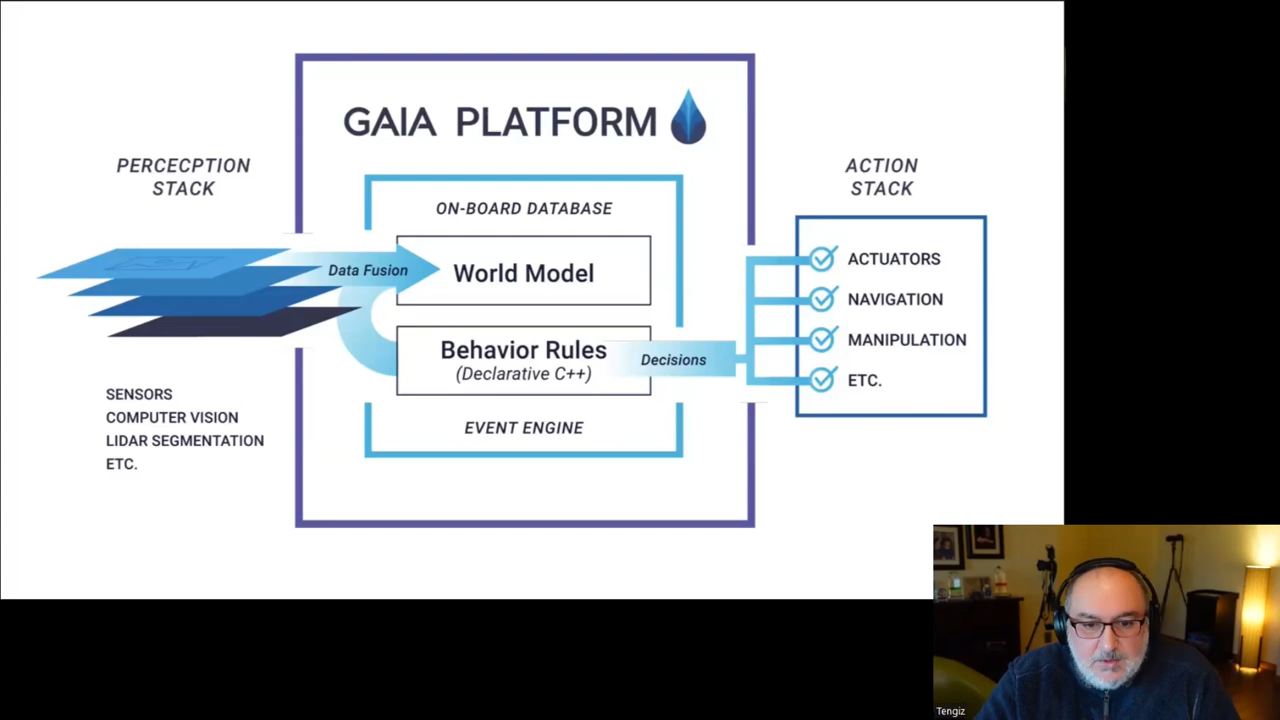 GAIA PLATFORM
PERCECPTION
STACK
SENSORS
COMPUTER VISION
LIDAR SEGMENTATION
ETC.
ON-BOARD DATABASE
Data Fusion
World Model
Behavior Rules
(Declarative C++)
Decisions
EVENT ENGINE
ACTION
STACK
ACTUATORS
NAVIGATION
MANIPULATION
ETC.
Tengiz